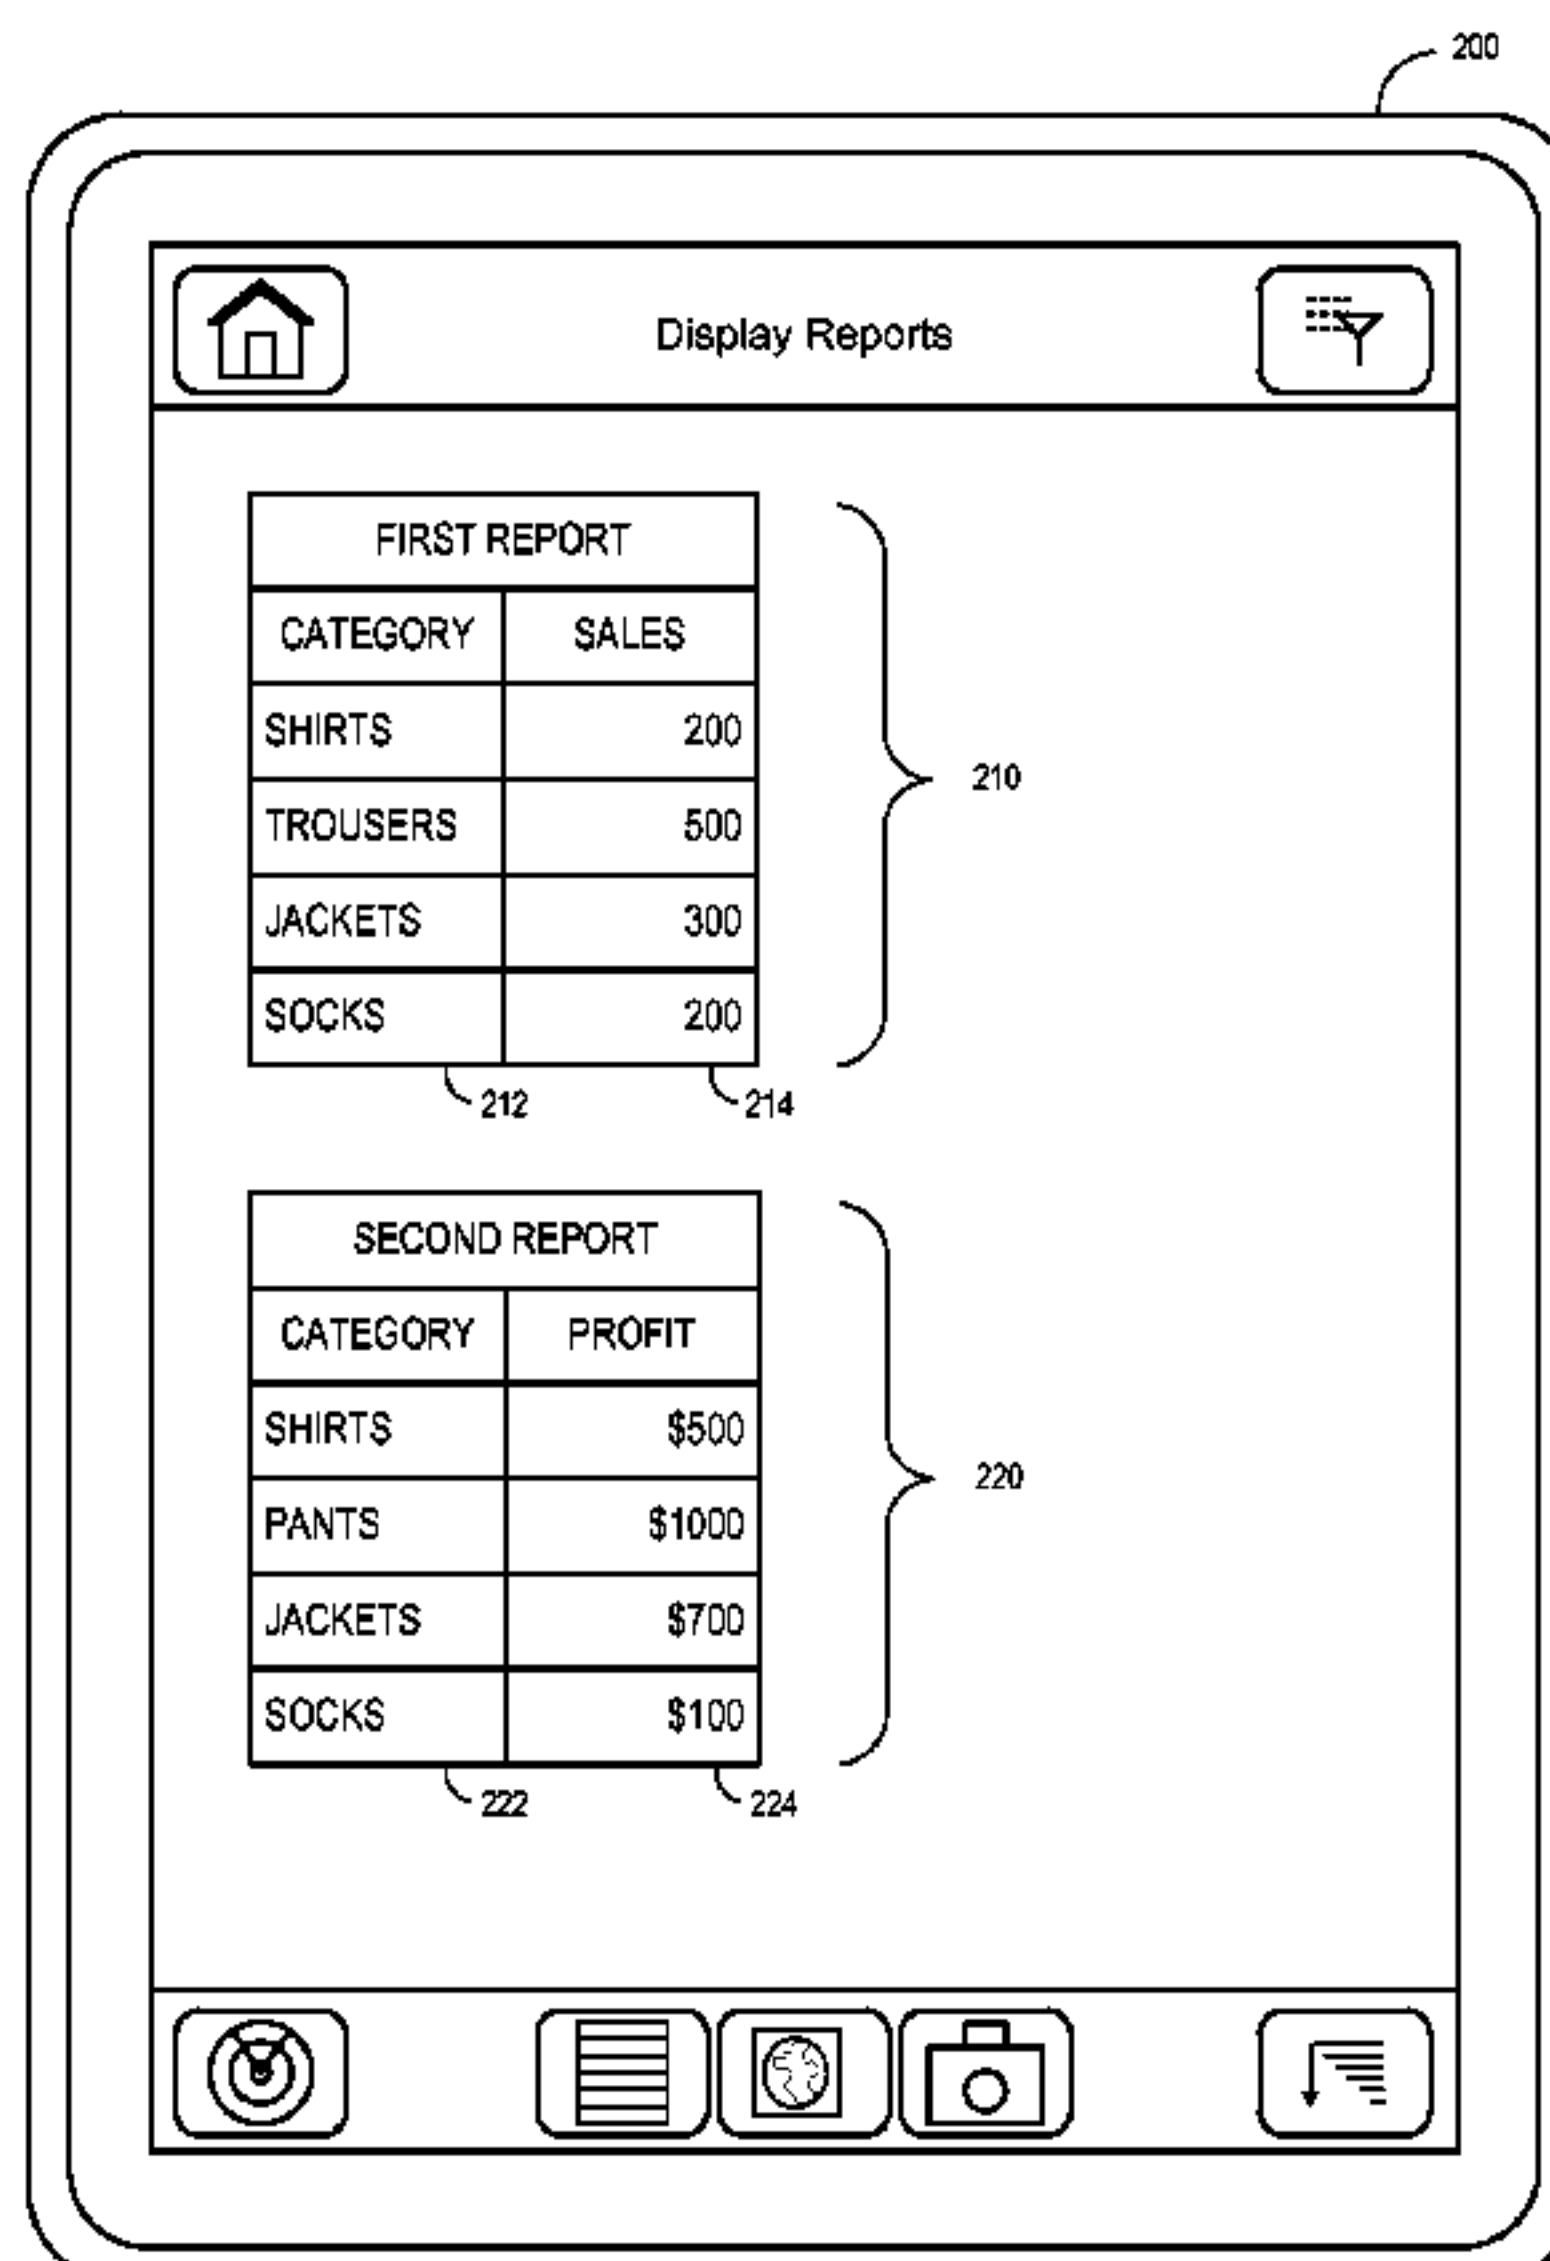 200
Display Reports
FIRST REPORT
CATEGORY SALES
SHIRTS 200
TROUSERS 500
210
JACKETS 300
SOCKS 200
212 214
SECOND REPORT
CATEGORY PROFIT
SHIRTS $500
220
PANTS $1000
JACKETS $700
SOCKS $100
222 224